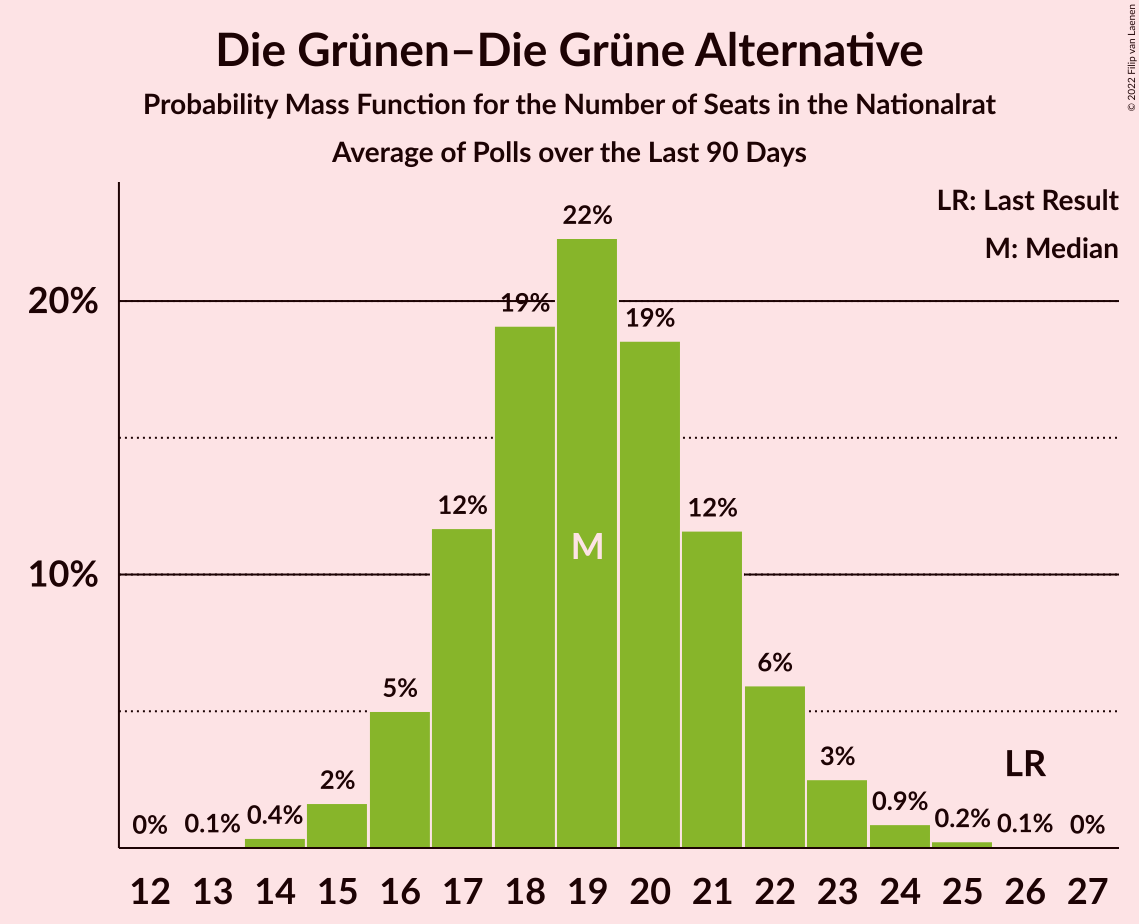 Die Grünen–Die Grüne Alternative
Probability Mass Function for the Number of Seats in the Nationalrat
Average of Polls over the Last 90 Days
© 2022 Filip van Laenen
LR: Last Result
M: Median
20%
10%
0%
0.1%
0.4%
2%
5%
12%
19%
22%
19%
12%
6%
3%
0.9%
0.2%
0.1%
0%
M
LR
12 13 14 15 16 17 18 19 20 21 22 23 24 25 26 27